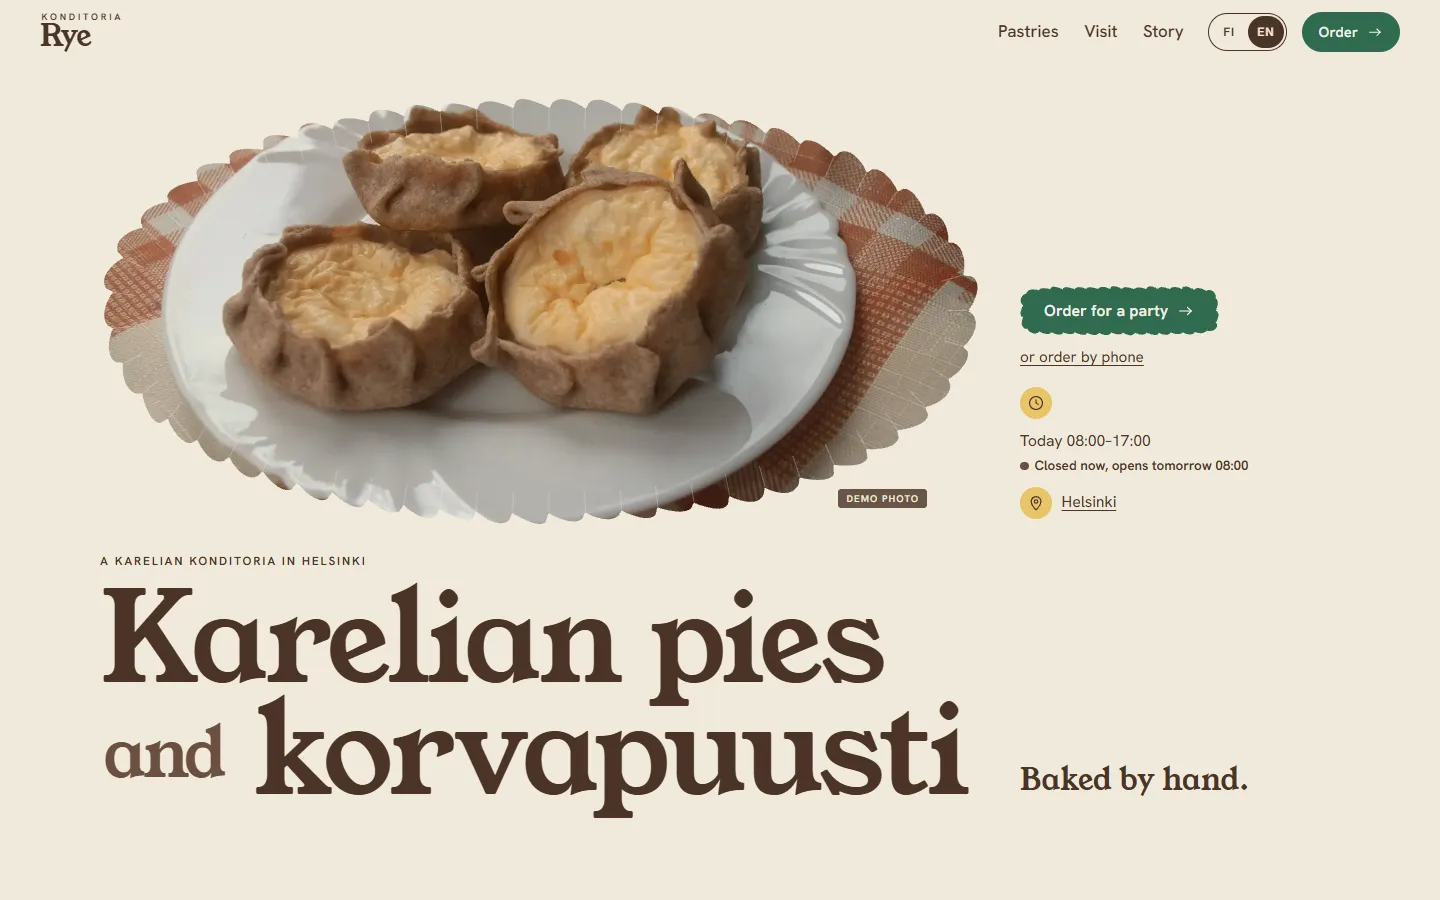 KONDITORIA
Rye
Pastries
Visit
Story
FI
EN
Order →
Order for a party →
or order by phone
Today 08:00–17:00
Closed now, opens tomorrow 08:00
Helsinki
DEMO PHOTO
A KARELIAN KONDITORIA IN HELSINKI
Karelian pies
and korvapuusti
Baked by hand.